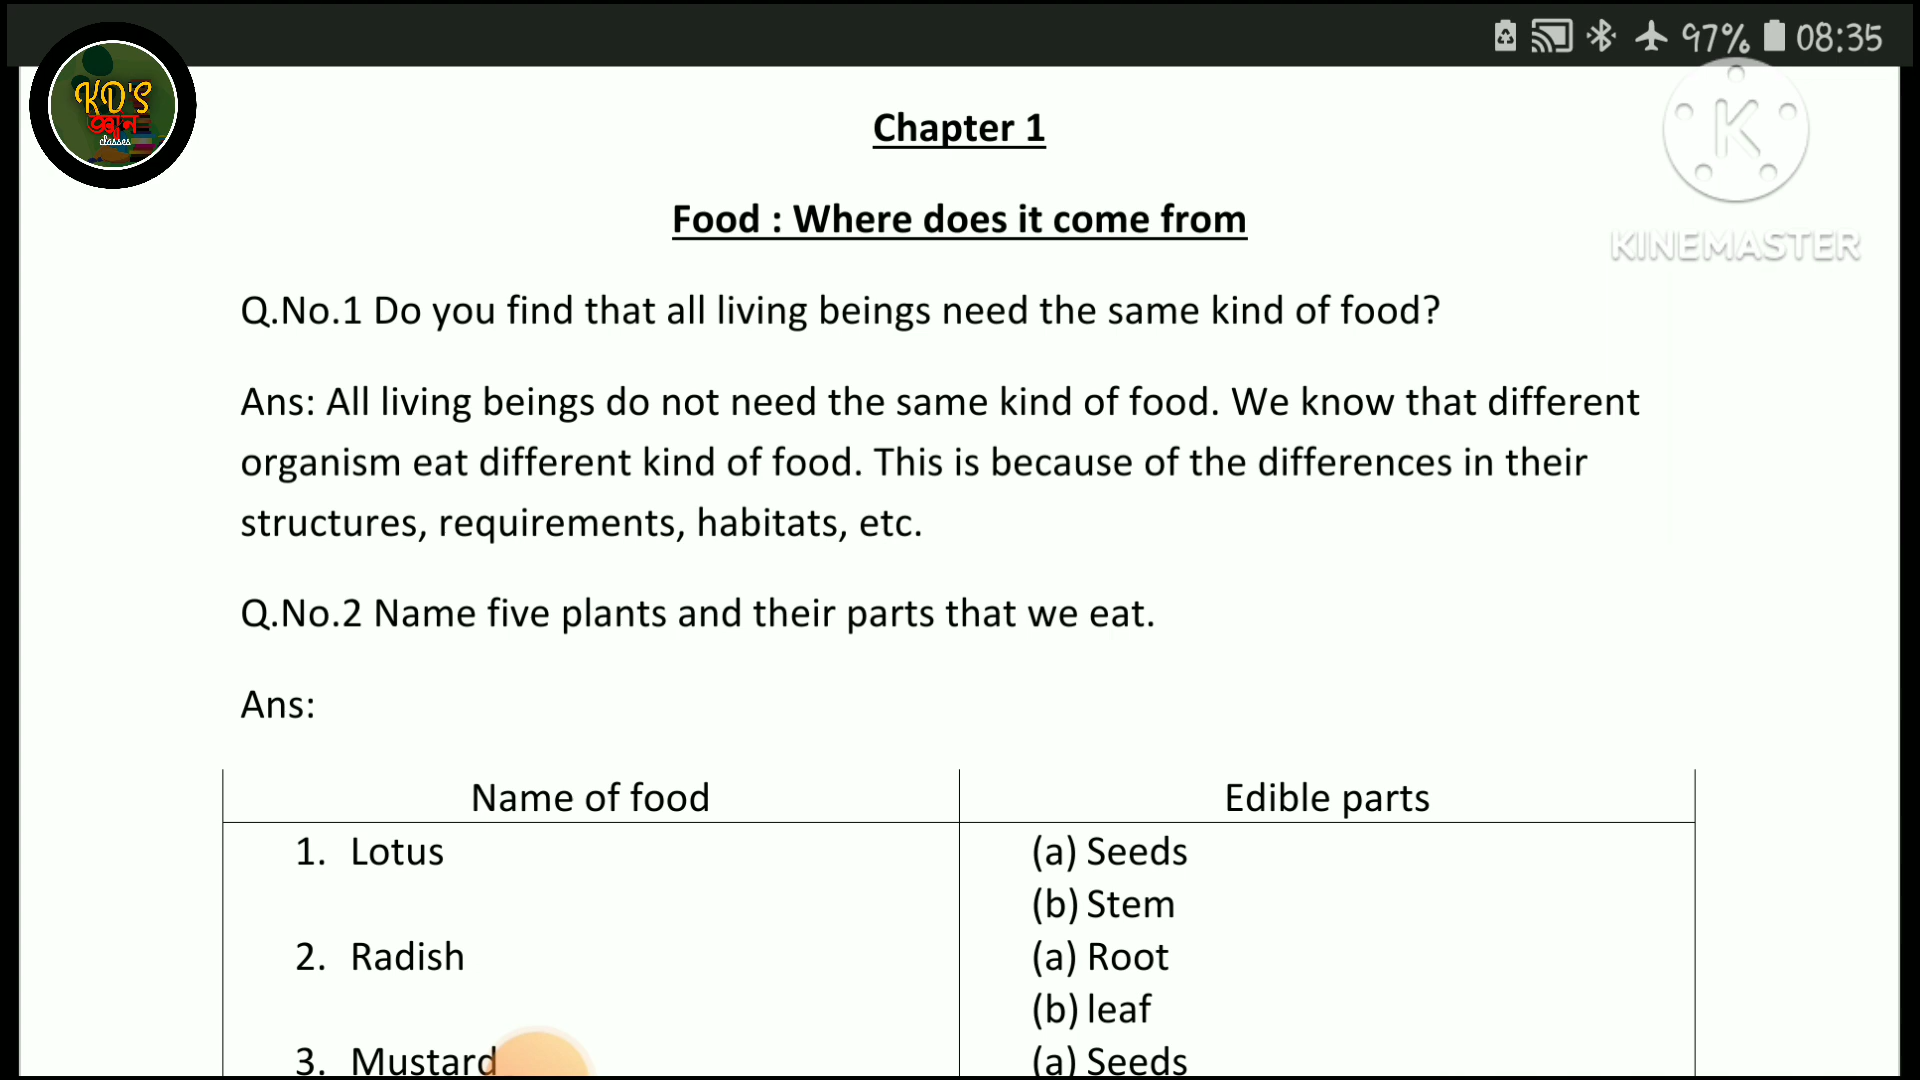 97% 08:35
KD'S
ज्ञान
classes
KINEMASTER
Chapter 1
Food : Where does it come from
Q.No.1 Do you find that all living beings need the same kind of food?
Ans: All living beings do not need the same kind of food. We know that different
organism eat different kind of food. This is because of the differences in their
structures, requirements, habitats, etc.
Q.No.2 Name five plants and their parts that we eat.
Ans:
Name of food Edible parts
1. Lotus (a) Seeds
(b) Stem
2. Radish (a) Root
(b) leaf
3. Mustard (a) Seeds